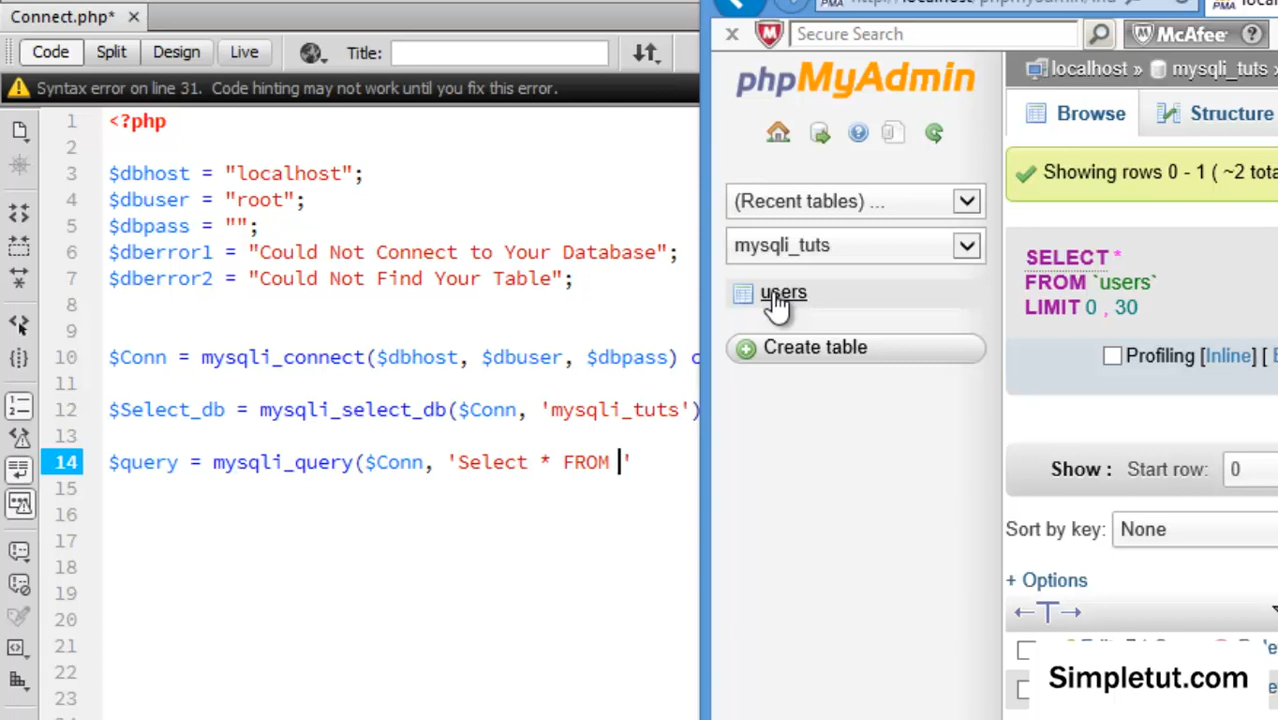 Connect.php*
Code Split Design Live Title:
Syntax error on line 31. Code hinting may not work until you fix this error.
1 <?php
2
3 $dbhost = "localhost";
4 $dbuser = "root";
5 $dbpass = "";
6 $dberror1 = "Could Not Connect to Your Database";
7 $dberror2 = "Could Not Find Your Table";
8
9
10 $Conn = mysqli_connect($dbhost, $dbuser, $dbpass)
11
12 $Select_db = mysqli_select_db($Conn, 'mysqli_tuts')
13
14 $query = mysqli_query($Conn, 'Select * FROM '
15
16
17
18
19
20
21
22
23
Secure Search
McAfee
phpMyAdmin
(Recent tables) ...
mysqli_tuts
users
Create table
localhost » mysqli_tuts »
Browse Structure
Showing rows 0 - 1 ( ~2 tota
SELECT *
FROM `users`
LIMIT 0 , 30
Profiling [Inline] [
Show : Start row: 0
Sort by key: None
+ Options
Simpletut.com